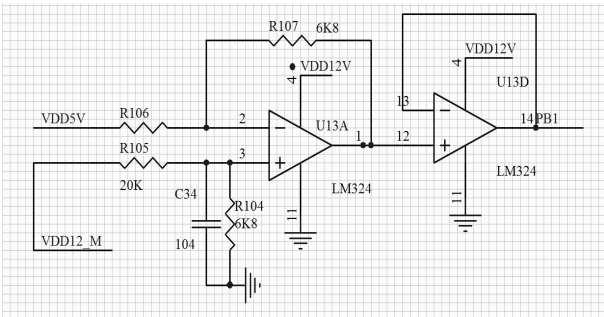 R107 6K8
VDD12V
4
VDD12V
4
U13D
R106
VDD5V
2
13
14 PB1
U13A
1
12
R105
3
20K
LM324
LM324
C34
R104
6K8
11
11
104
VDD12_M